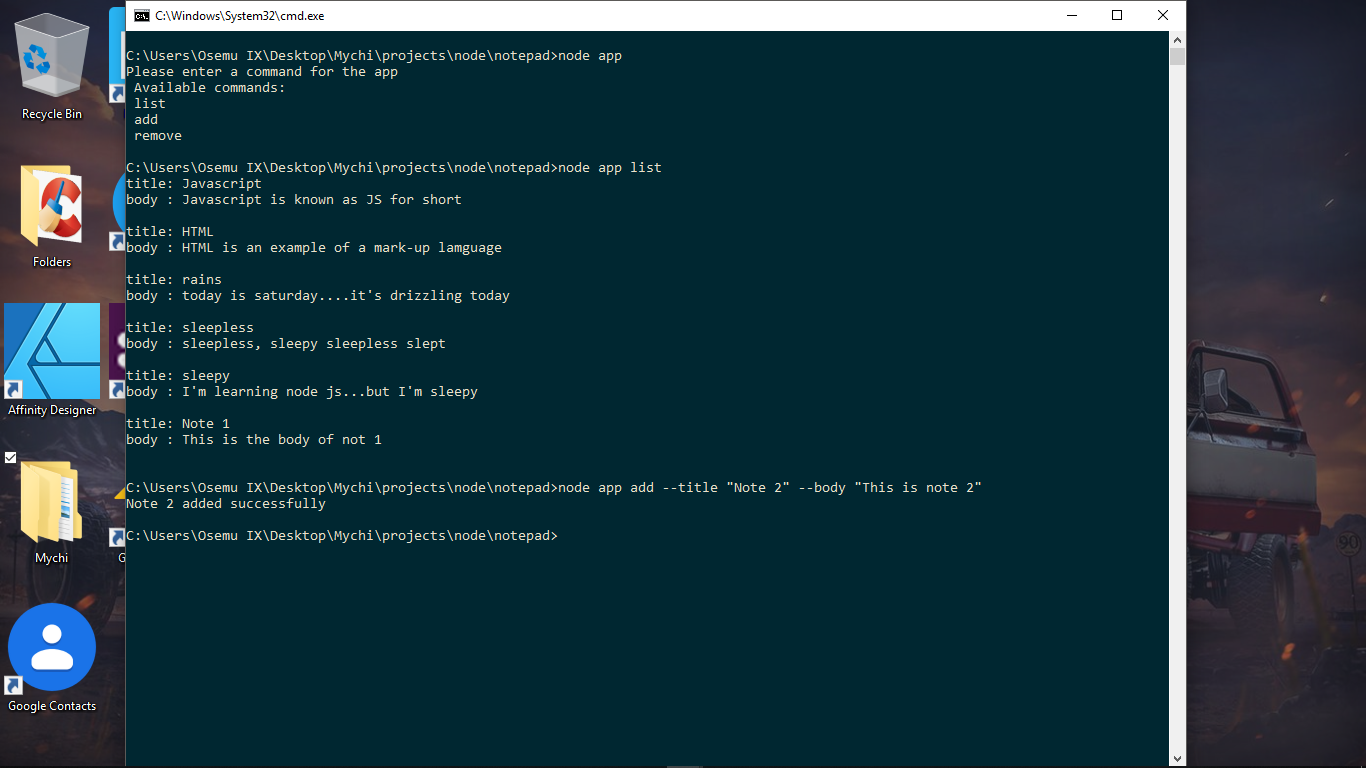 C:\Windows\System32\cmd.exe
C:\Users\Osemu IX\Desktop\Mychi\projects\node\notepad>node app
Please enter a command for the app
Available commands:
list
add
remove
C:\Users\Osemu IX\Desktop\Mychi\projects\node\notepad>node app list
title: Javascript
body : Javascript is known as JS for short
title: HTML
body : HTML is an example of a mark-up lamguage
title: rains
body : today is saturday....it's drizzling today
title: sleepless
body : sleepless, sleepy sleepless slept
title: sleepy
body : I'm learning node js...but I'm sleepy
title: Note 1
body : This is the body of not 1
C:\Users\Osemu IX\Desktop\Mychi\projects\node\notepad>node app add --title "Note 2" --body "This is note 2"
Note 2 added successfully
C:\Users\Osemu IX\Desktop\Mychi\projects\node\notepad>
Recycle Bin
Folders
Affinity Designer
Mychi
G
Google Contacts
90